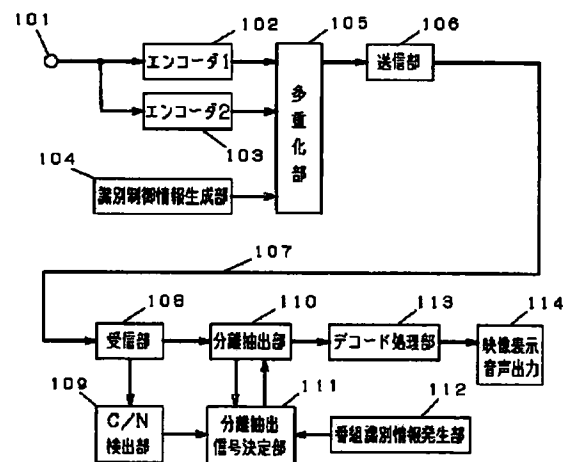 101
102
105
106
エンコーダ1
送信部
エンコーダ2
103
多重化部
104
識別制御情報生成部
107
108
110
113
114
受信部
分離抽出部
デコード処理部
映像表示
音声出力
109
111
112
C/N
検出部
分離抽出
信号決定部
番組識別情報発生部